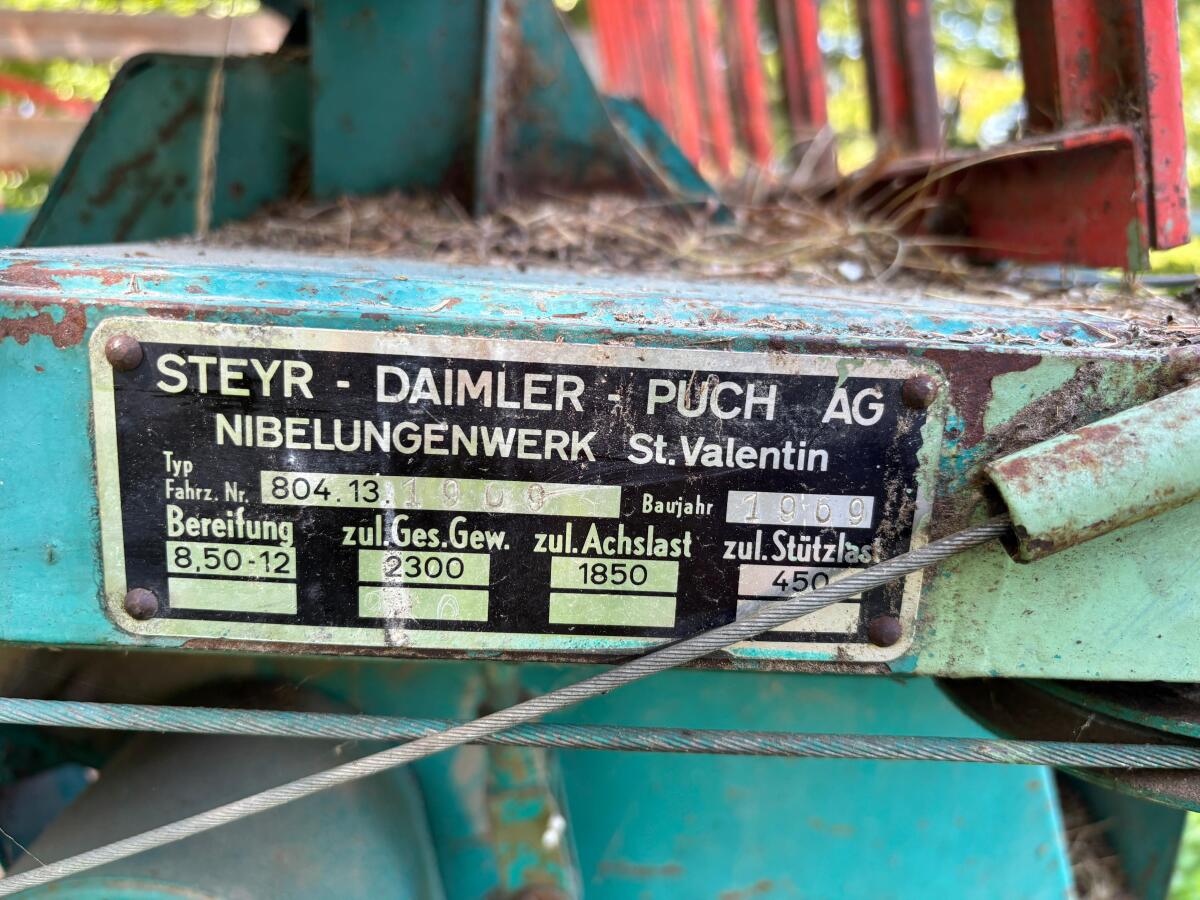 STEYR - DAIMLER - PUCH AG
NIBELUNGENWERK St. Valentin
Typ
Fahrz. Nr. 804.13. 1909 Baujahr 1969
Bereifung zul. Ges. Gew. zul. Achslast zul. Stützlas
8,50-12 2300 1850 450